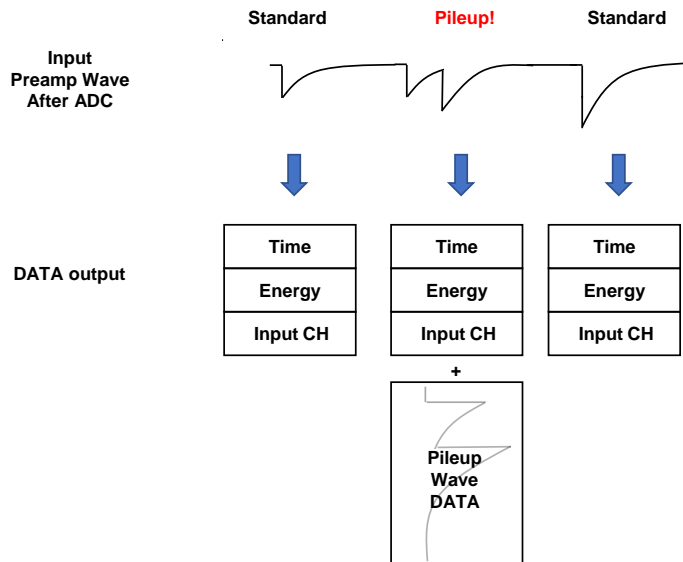 Standard
Pileup!
Standard
Input
Preamp Wave
After ADC
DATA output
Time
Time
Time
Energy
Energy
Energy
Input CH
Input CH
Input CH
+
Pileup
Wave
DATA